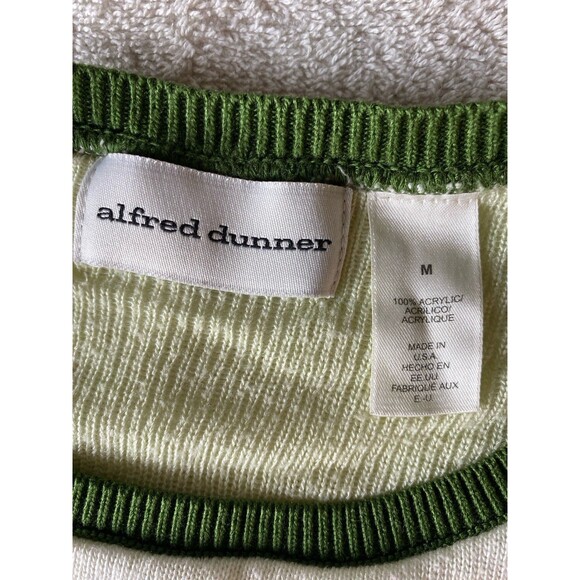 alfred dunner
M
100% ACRYLIC/
ACRILICO/
ACRYLIQUE
MADE IN
U.S.A.
HECHO EN
EE.UU.
FABRIQUE AUX
E.-U.